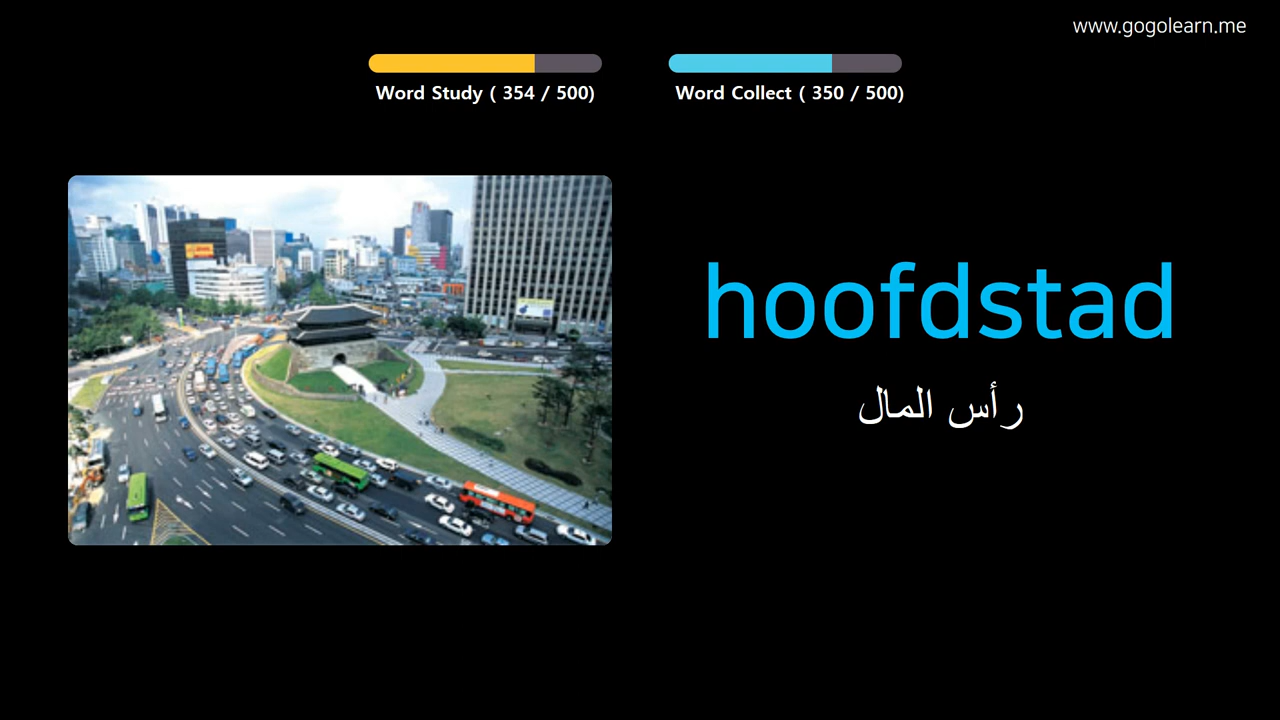 www.gogolearn.me
Word Study ( 354 / 500)
Word Collect ( 350 / 500)
hoofdstad
رأس المال